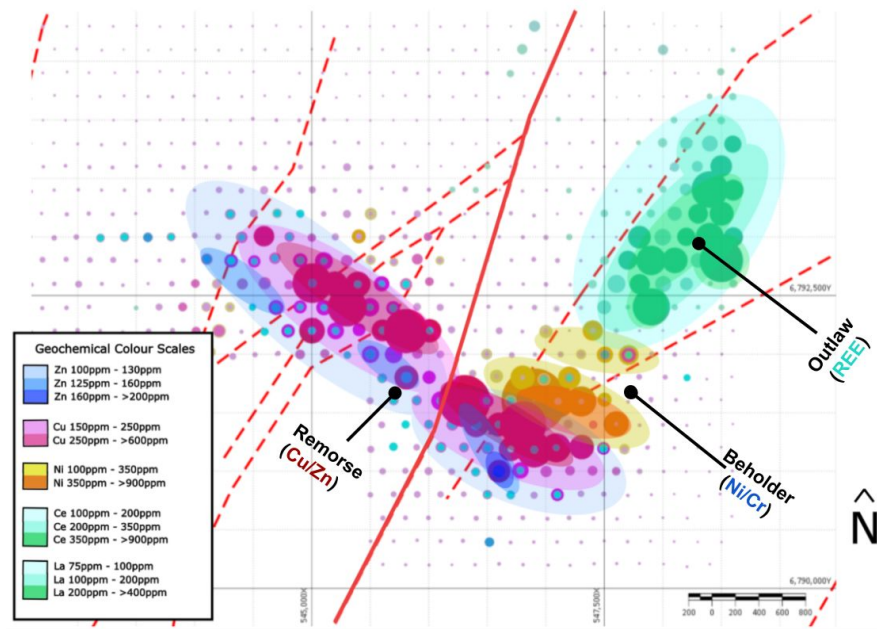 6,792,500Y
Outlaw
(REE)
Geochemical Colour Scales
Zn 100ppm - 130ppm
Zn 125ppm - 160ppm
Zn 160ppm - >200ppm
Cu 150ppm - 250ppm
Cu 250ppm - >600ppm
Ni 100ppm - 350ppm
Ni 350ppm - >900ppm
Ce 100ppm - 200ppm
Ce 200ppm - 350ppm
Ce 350ppm - >900ppm
La 75ppm - 100ppm
La 100ppm - 200ppm
La 200ppm - >400ppm
Remorse
(Cu/Zn)
Beholder
(Ni/Cr)
^
N
6,790,000Y
545,000X
547,500X
200 0 200 400 600 800